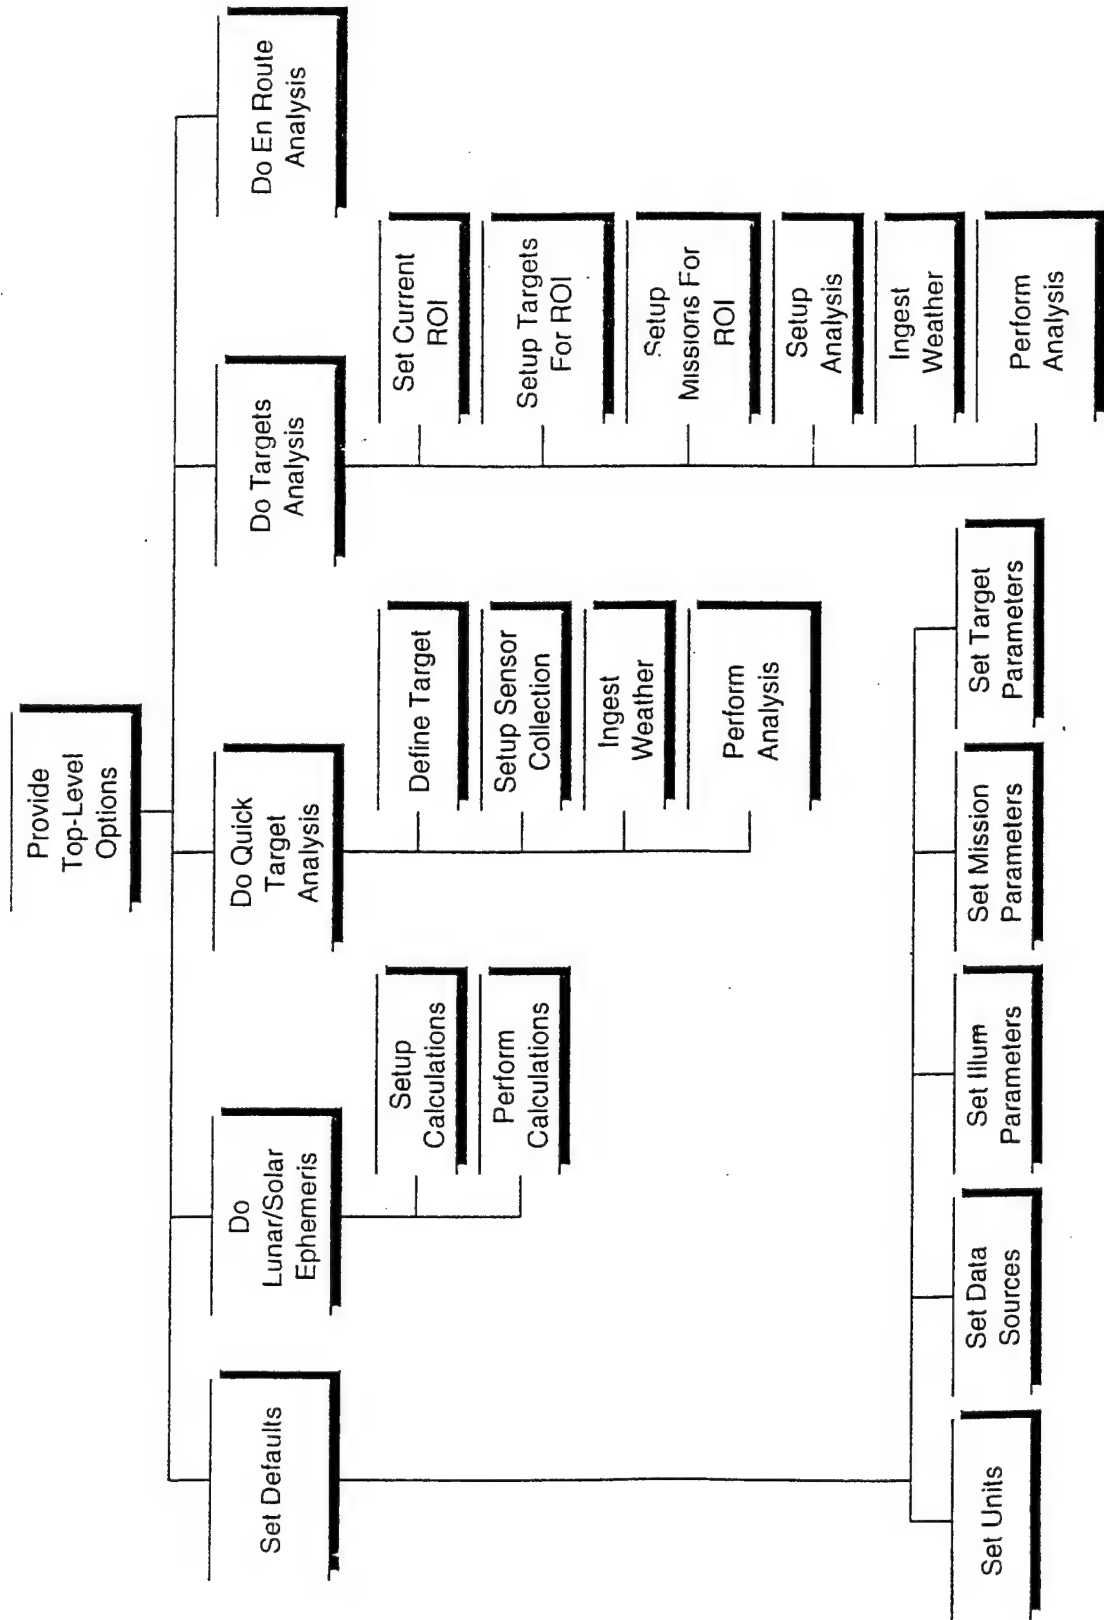 Provide
Top-Level
Options
Set Defaults
Do
Lunar/Solar
Ephemeris
Do Quick
Target
Analysis
Do Targets
Analysis
Do En Route
Analysis
Setup
Calculations
Perform
Calculations
Define Target
Setup Sensor
Collection
Ingest
Weather
Perform
Analysis
Set Current
ROI
Setup Targets
For ROI
Setup
Missions For
ROI
Setup
Analysis
Ingest
Weather
Perform
Analysis
Set Units
Set Data
Sources
Set Illum
Parameters
Set Mission
Parameters
Set Target
Parameters